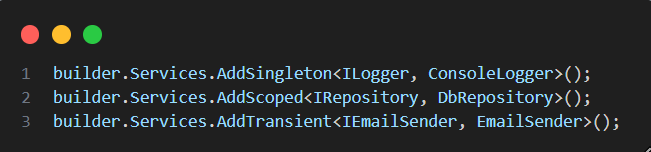 1 builder.Services.AddSingleton<ILogger, ConsoleLogger>();
2 builder.Services.AddScoped<IRepository, DbRepository>();
3 builder.Services.AddTransient<IEmailSender, EmailSender>();